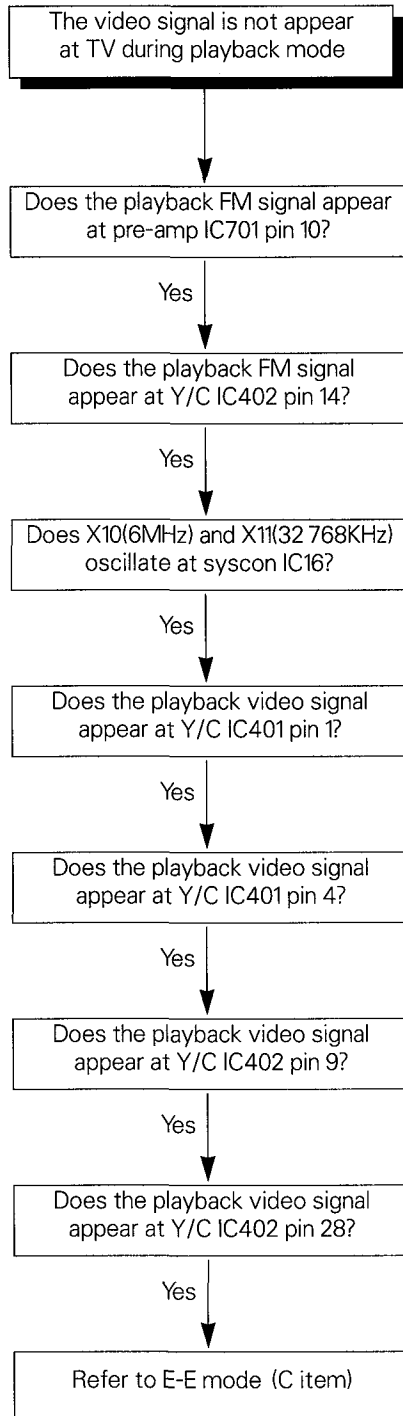 The video signal is not appear
at TV during playback mode
Does the playback FM signal appear
at pre-amp IC701 pin 10?
Yes
Does the playback FM signal
appear at Y/C IC402 pin 14?
Yes
Does X10(6MHz) and X11(32 768KHz)
oscillate at syscon IC16?
Yes
Does the playback video signal
appear at Y/C IC401 pin 1?
Yes
Does the playback video signal
appear at Y/C IC401 pin 4?
Yes
Does the playback video signal
appear at Y/C IC402 pin 9?
Yes
Does the playback video signal
appear at Y/C IC402 pin 28?
Yes
Refer to E-E mode (C item)